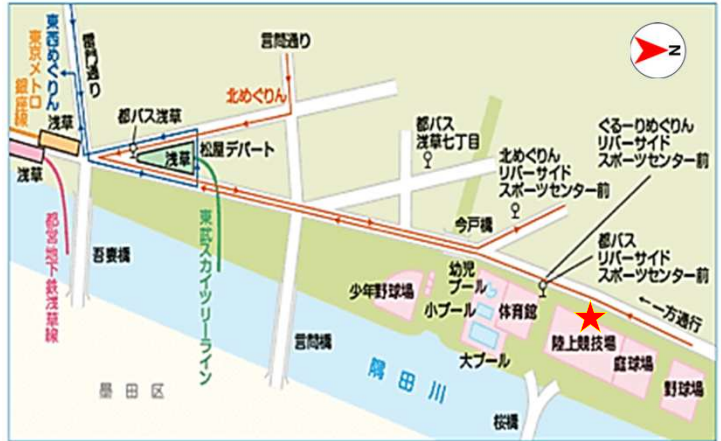 東西めぐりん
東京メトロ
銀座線
雷門通り
浅草
浅草
都営地下鉄浅草線
都バス浅草
浅草
松屋デパート
北めぐりん
言問通り
東武スカイツリーライン
吾妻橋
墨田区
言問橋
少年野球場
都バス
浅草七丁目
今戸橋
北めぐりん
リバーサイド
スポーツセンター前
ぐるーりめぐりん
リバーサイド
スポーツセンター前
都バス
リバーサイド
スポーツセンター前
幼児
プール
小プール
大プール
体育館
陸上競技場
庭球場
野球場
←一方通行
隅田川
桜橋
N